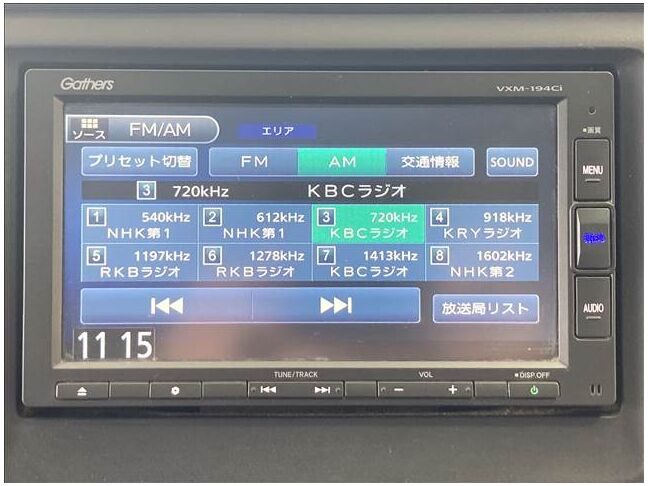 Gathers VXM-194Ci
ソース FM/AM エリア
プリセット切替 FM AM 交通情報 SOUND
3 720kHz KBCラジオ
1 540kHz 2 612kHz 3 720kHz 4 918kHz
NHK第1 NHK第1 KBCラジオ KRYラジオ
5 1197kHz 6 1278kHz 7 1413kHz 8 1602kHz
RKBラジオ RKBラジオ KBCラジオ NHK第2
放送局リスト
11 15
画質
MENU
AUDIO
TUNE/TRACK VOL DISP.OFF